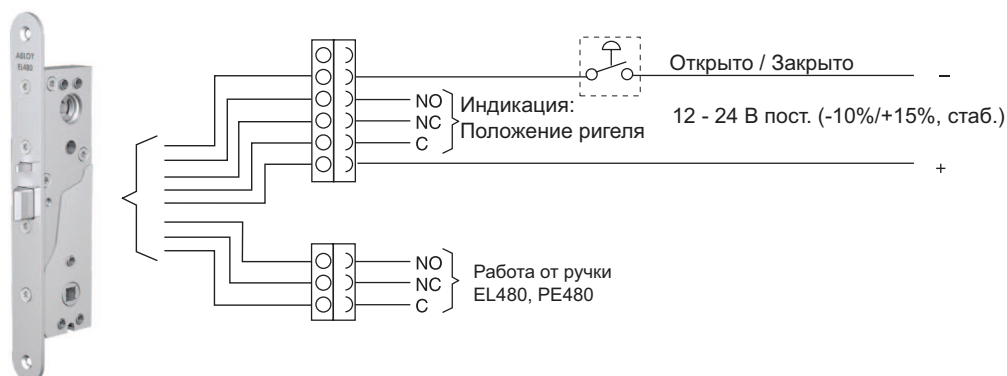 ABLOY
EL480
Открыто / Закрыто
–
NO
NC
C
Индикация:
Положение ригеля
12 - 24 В пост. (-10%/+15%, стаб.)
+
NO
NC
C
Работа от ручки
EL480, PE480